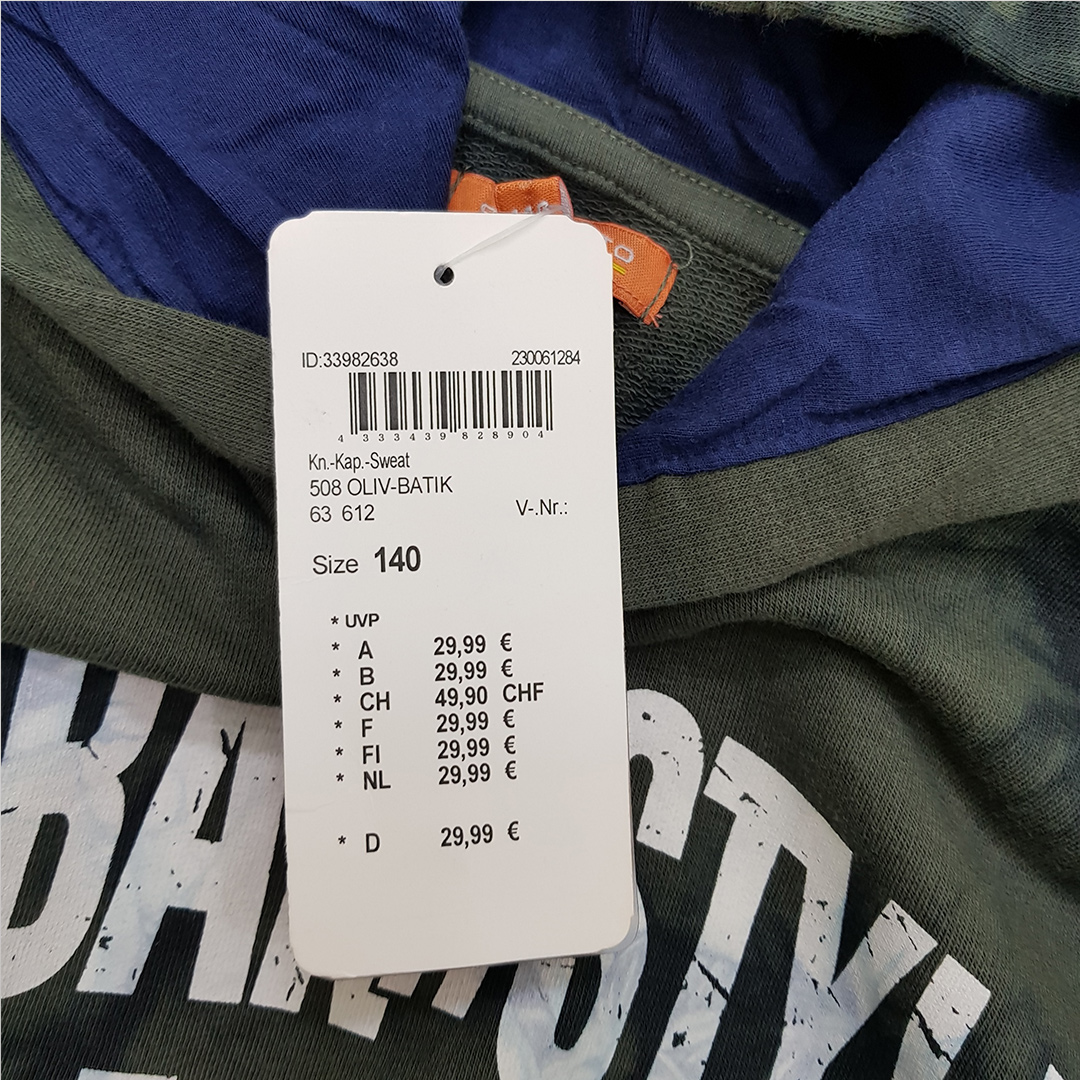 TO
ID:33982638 230061284
4 333439 828904
Kn.-Kap.-Sweat
508 OLIV-BATIK
63 612 V-.Nr.:
Size 140
* UVP
* A 29,99 €
* B 29,99 €
* CH 49,90 CHF
* F 29,99 €
* FI 29,99 €
* NL 29,99 €
* D 29,99 €